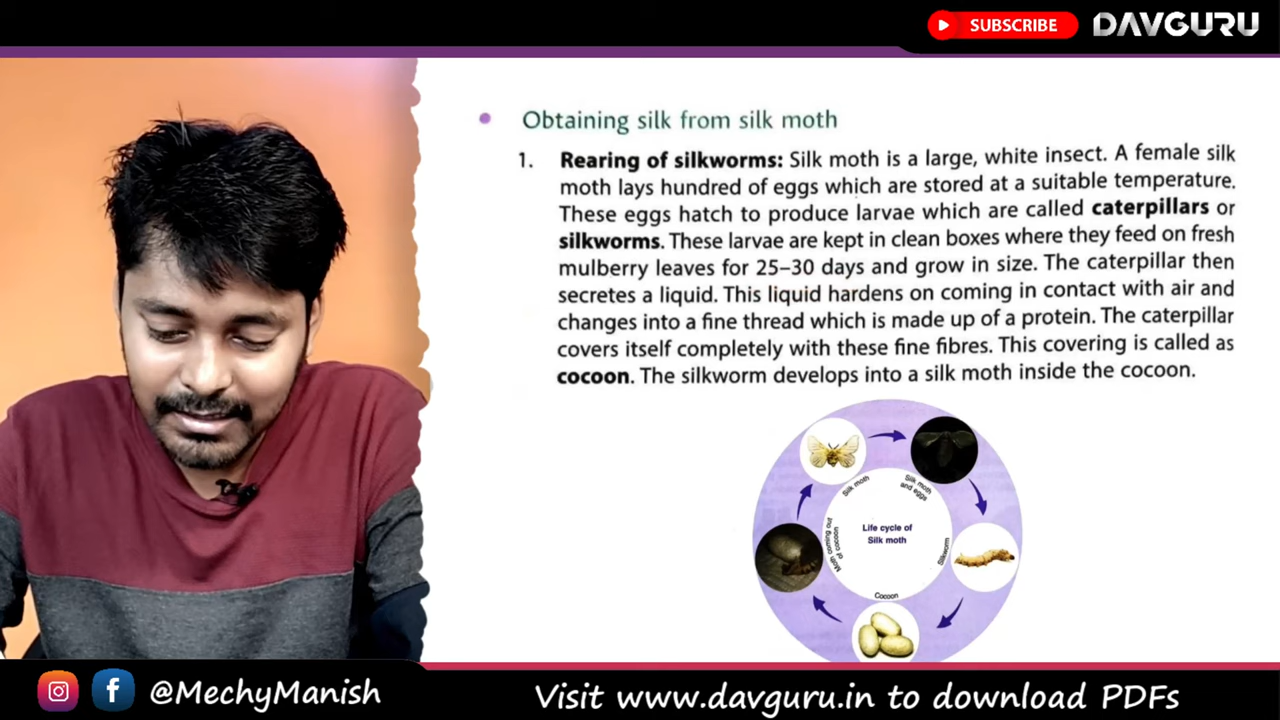 SUBSCRIBE DAVGURU
Obtaining silk from silk moth
1. Rearing of silkworms: Silk moth is a large, white insect. A female silk
moth lays hundred of eggs which are stored at a suitable temperature.
These eggs hatch to produce larvae which are called caterpillars or
silkworms. These larvae are kept in clean boxes where they feed on fresh
mulberry leaves for 25–30 days and grow in size. The caterpillar then
secretes a liquid. This liquid hardens on coming in contact with air and
changes into a fine thread which is made up of a protein. The caterpillar
covers itself completely with these fine fibres. This covering is called as
cocoon. The silkworm develops into a silk moth inside the cocoon.
Silk moth
Silk moth
and eggs
Life cycle of
Silk moth
Moth coming out
of cocoon
Silkworm
Cocoon
@MechyManish
Visit www.davguru.in to download PDFs